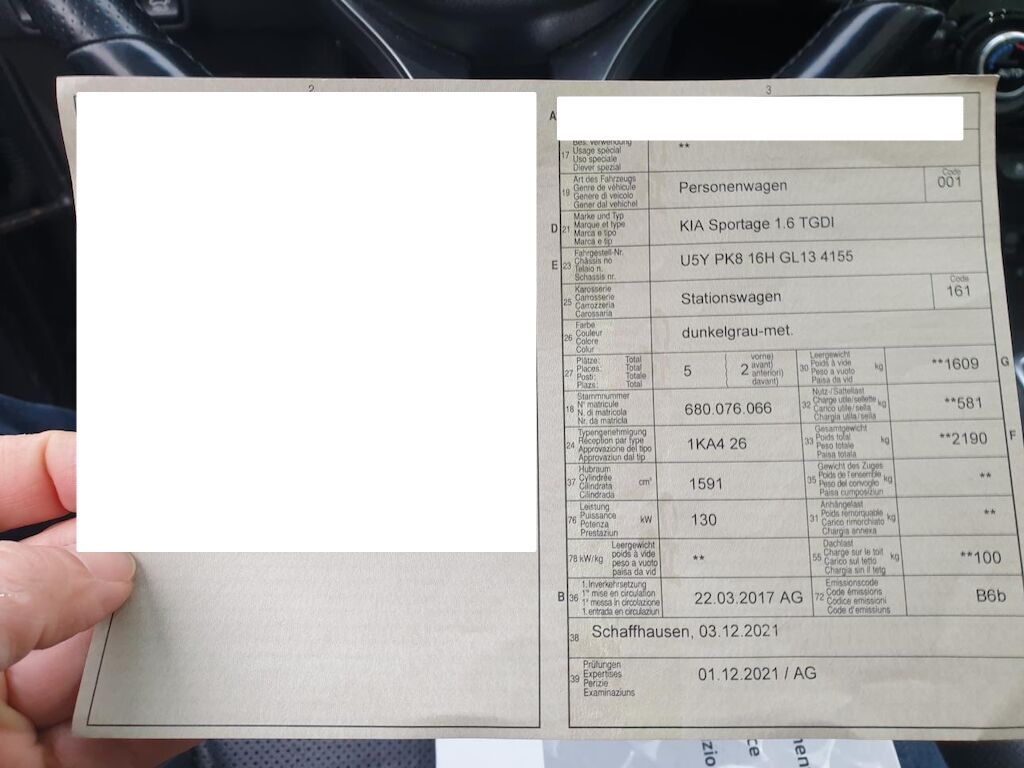 2
3
A
17 Bes. Verwendung **
Usage spécial
Uso speciale
Diever spezial
19 Art des Fahrzeugs Personenwagen Code 001
Genre de véhicule
Genere di veicolo
Gener dal vehichel
D 21 Marke und Typ KIA Sportage 1.6 TGDI
Marque et type
Marca e tipo
Marca e tip
E 23 Fahrgestell-Nr. U5Y PK8 16H GL13 4155
Châssis no
Telaio n.
Schassis nr.
25 Karosserie Stationswagen Code 161
Carrosserie
Carrozzeria
Carossaria
26 Farbe dunkelgrau-met.
Couleur
Colore
Colur
27 Plätze: Total 5 ( 2 vorne)
Places: Total ( avant)
Posti: Totale ( anteriori)
Plazs: Total ( davant)
30 Leergewicht kg **1609 G
Poids à vide
Peso a vuoto
Paisa da vid
18 Stammnummer 680.076.066
N° matricule
N. di matricola
Nr. da matricla
32 Nutz-/Sattellast kg **581
Charge utile/sellette
Carico utile/sella
Chargia utila/sella
24 Typengenehmigung 1KA4 26
Réception par type
Approvazione del tipo
Approvaziun dal tip
33 Gesamtgewicht kg **2190 F
Poids total
Peso totale
Paisa totala
37 Hubraum cm³ 1591
Cylindrée
Cilindrata
Cilindrada
35 Gewicht des Zuges kg **
Poids de l'ensemble
Peso del convoglio
Paisa cumposiziun
76 Leistung kW 130
Puissance
Potenza
Prestaziun
31 Anhängelast kg **
Poids remorquable
Carico rimorchiato
Chargia annexa
78 kW/kg Leergewicht **
poids à vide
peso a vuoto
paisa da vid
55 Dachlast kg **100
Charge sur le toit
Carico sul tetto
Chargia sin il tetg
B 36 1. Inverkehrsetzung 22.03.2017 AG
1re mise en circulation
1a messa in circolazione
1. entrada en circulaziun
72 Emissionscode B6b
Code émissions
Codice emissioni
Code d'emissiuns
38 Schaffhausen, 03.12.2021
39 Prüfungen 01.12.2021 / AG
Expertises
Perizie
Examinaziuns
AUTO